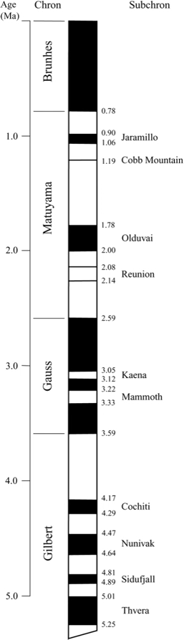 Age
(Ma)
Chron
Subchron
Brunhes
0.78
0.90
1.0
Jaramillo
1.06
1.19
Cobb Mountain
Matuyama
1.78
Olduvai
2.0
2.00
2.08
Reunion
2.14
2.59
3.0
3.05
Kaena
3.12
3.22
Mammoth
Gauss
3.33
3.59
4.0
4.17
Cochiti
4.29
4.47
Nunivak
Gilbert
4.64
4.81
Sidufjall
4.89
5.0
5.01
Thvera
5.25